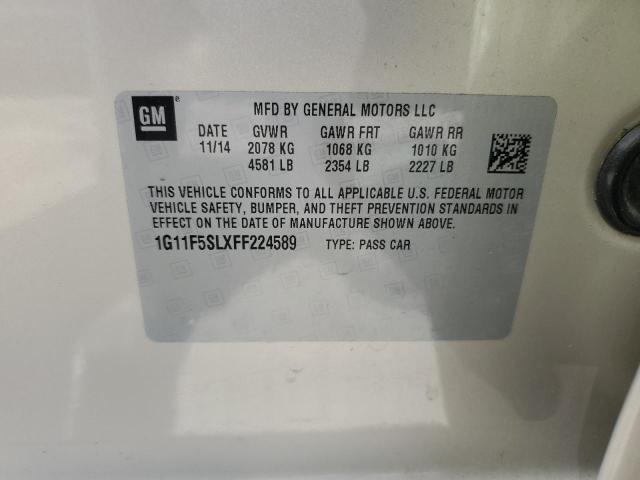 GM ®
MFD BY GENERAL MOTORS LLC
DATE GVWR GAWR FRT GAWR RR
11/14 2078 KG 1068 KG 1010 KG
4581 LB 2354 LB 2227 LB
THIS VEHICLE CONFORMS TO ALL APPLICABLE U.S. FEDERAL MOTOR
VEHICLE SAFETY, BUMPER, AND THEFT PREVENTION STANDARDS IN
EFFECT ON THE DATE OF MANUFACTURE SHOWN ABOVE.
1G11F5SLXFF224589 TYPE: PASS CAR